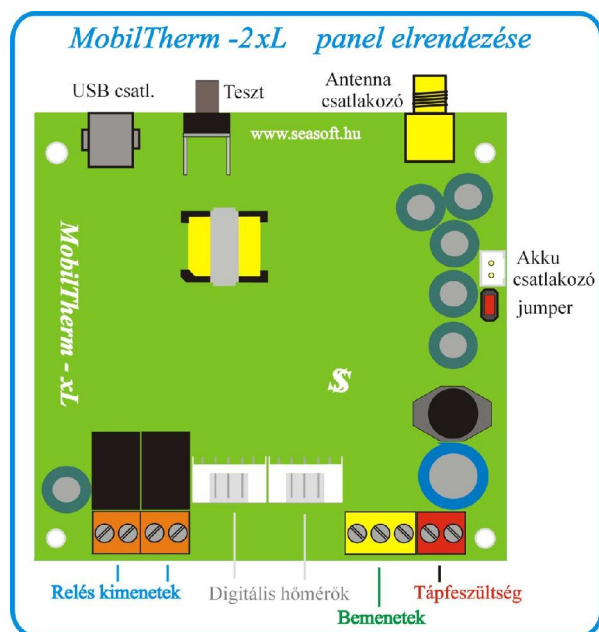 MobilTherm -2xL panel elrendezése
USB csatl.
Teszt
Antenna
csatlakozó
www.seasoft.hu
Akku
csatlakozó
jumper
MobilTherm - xL
S
Relés kimenetek
Digitális hőmérők
Bemenetek
Tápfeszültség